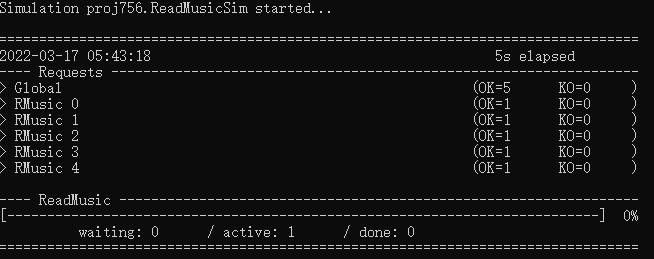 Simulation proj756.ReadMusicSim started...
================================================================================
2022-03-17 05:43:18                                           5s elapsed
---- Requests ------------------------------------------------------------------
> Global                                                   (OK=5      KO=0     )
> RMusic 0                                                 (OK=1      KO=0     )
> RMusic 1                                                 (OK=1      KO=0     )
> RMusic 2                                                 (OK=1      KO=0     )
> RMusic 3                                                 (OK=1      KO=0     )
> RMusic 4                                                 (OK=1      KO=0     )
---- ReadMusic -----------------------------------------------------------------
[--------------------------------------------------------------------------]  0%
          waiting: 0      / active: 1      / done: 0
================================================================================